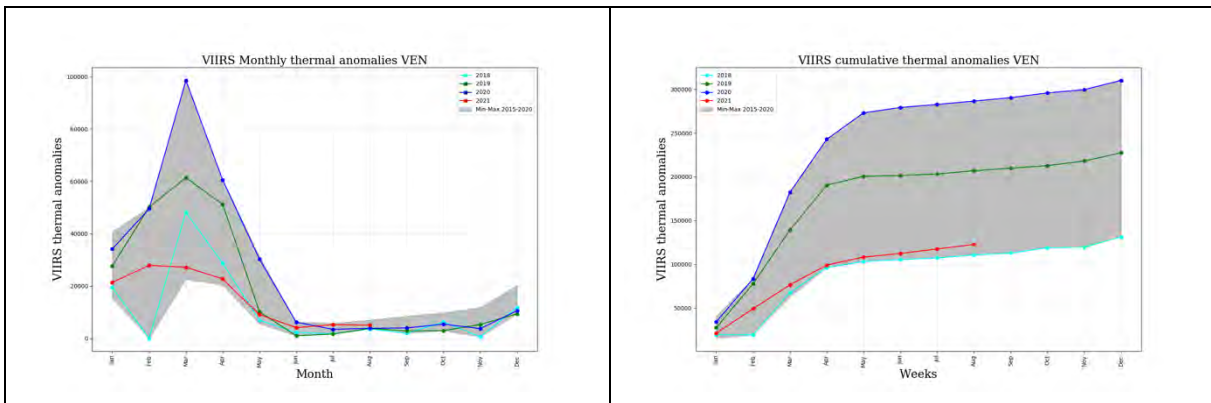 VIIRS Monthly thermal anomalies VEN
100000
80000
60000
40000
20000
0
VIIRS thermal anomalies
2018
2019
2020
2021
Min-Max 2015-2020
Jan
Feb
Mar
Apr
May
Jun
Jul
Aug
Sep
Oct
Nov
Dec
Month
VIIRS cumulative thermal anomalies VEN
300000
250000
200000
150000
100000
50000
VIIRS thermal anomalies
2018
2019
2020
2021
Min-Max 2015-2020
Jan
Feb
Mar
Apr
May
Jun
Jul
Aug
Sep
Oct
Nov
Dec
Weeks